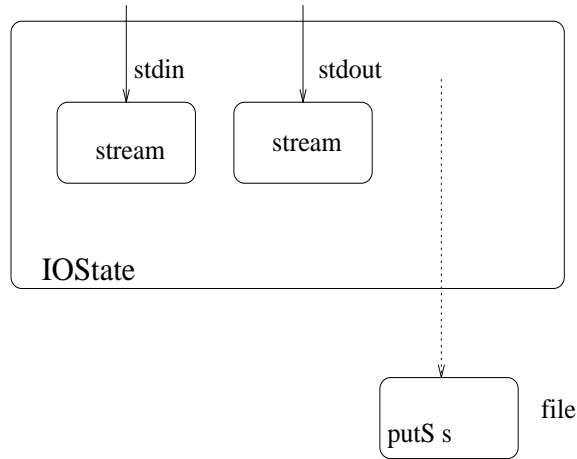 stdin
stdout
stream
stream
IOState
file
putS s